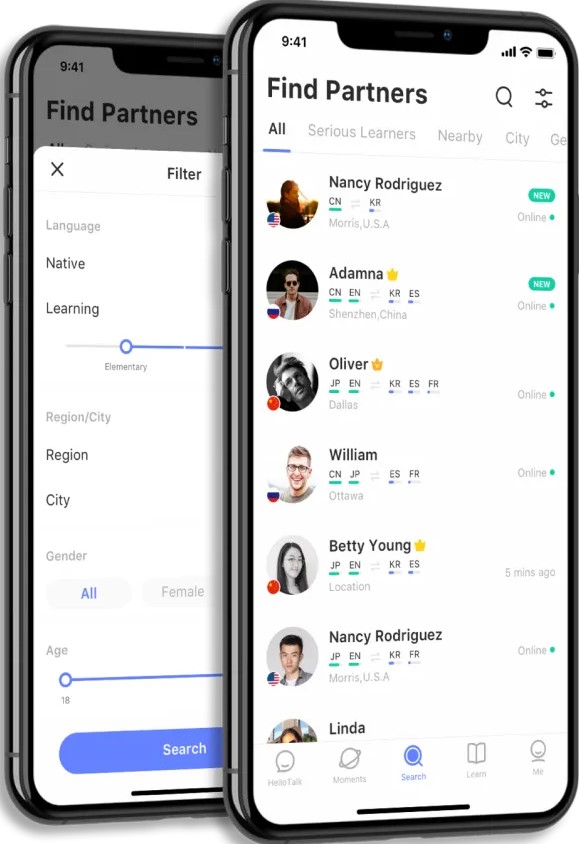 9:41
Find Partners
Filter
Language
Native
Learning
Elementary
Region/City
Region
City
Gender
All
Female
Age
18
Search
9:41
Find Partners
All
Serious Learners
Nearby
City
Ge
Nancy Rodriguez
NEW
CN KR
Online
Morris,U.S.A
Adamna
NEW
CN EN KR ES
Online
Shenzhen,China
Oliver
JP EN KR ES FR
Online
Dallas
William
CN JP ES FR
Online
Ottawa
Betty Young
JP EN KR ES
5 mins ago
Location
Nancy Rodriguez
JP EN KR FR
Online
Morris,U.S.A
Linda
HelloTalk
Moments
Search
Learn
Me